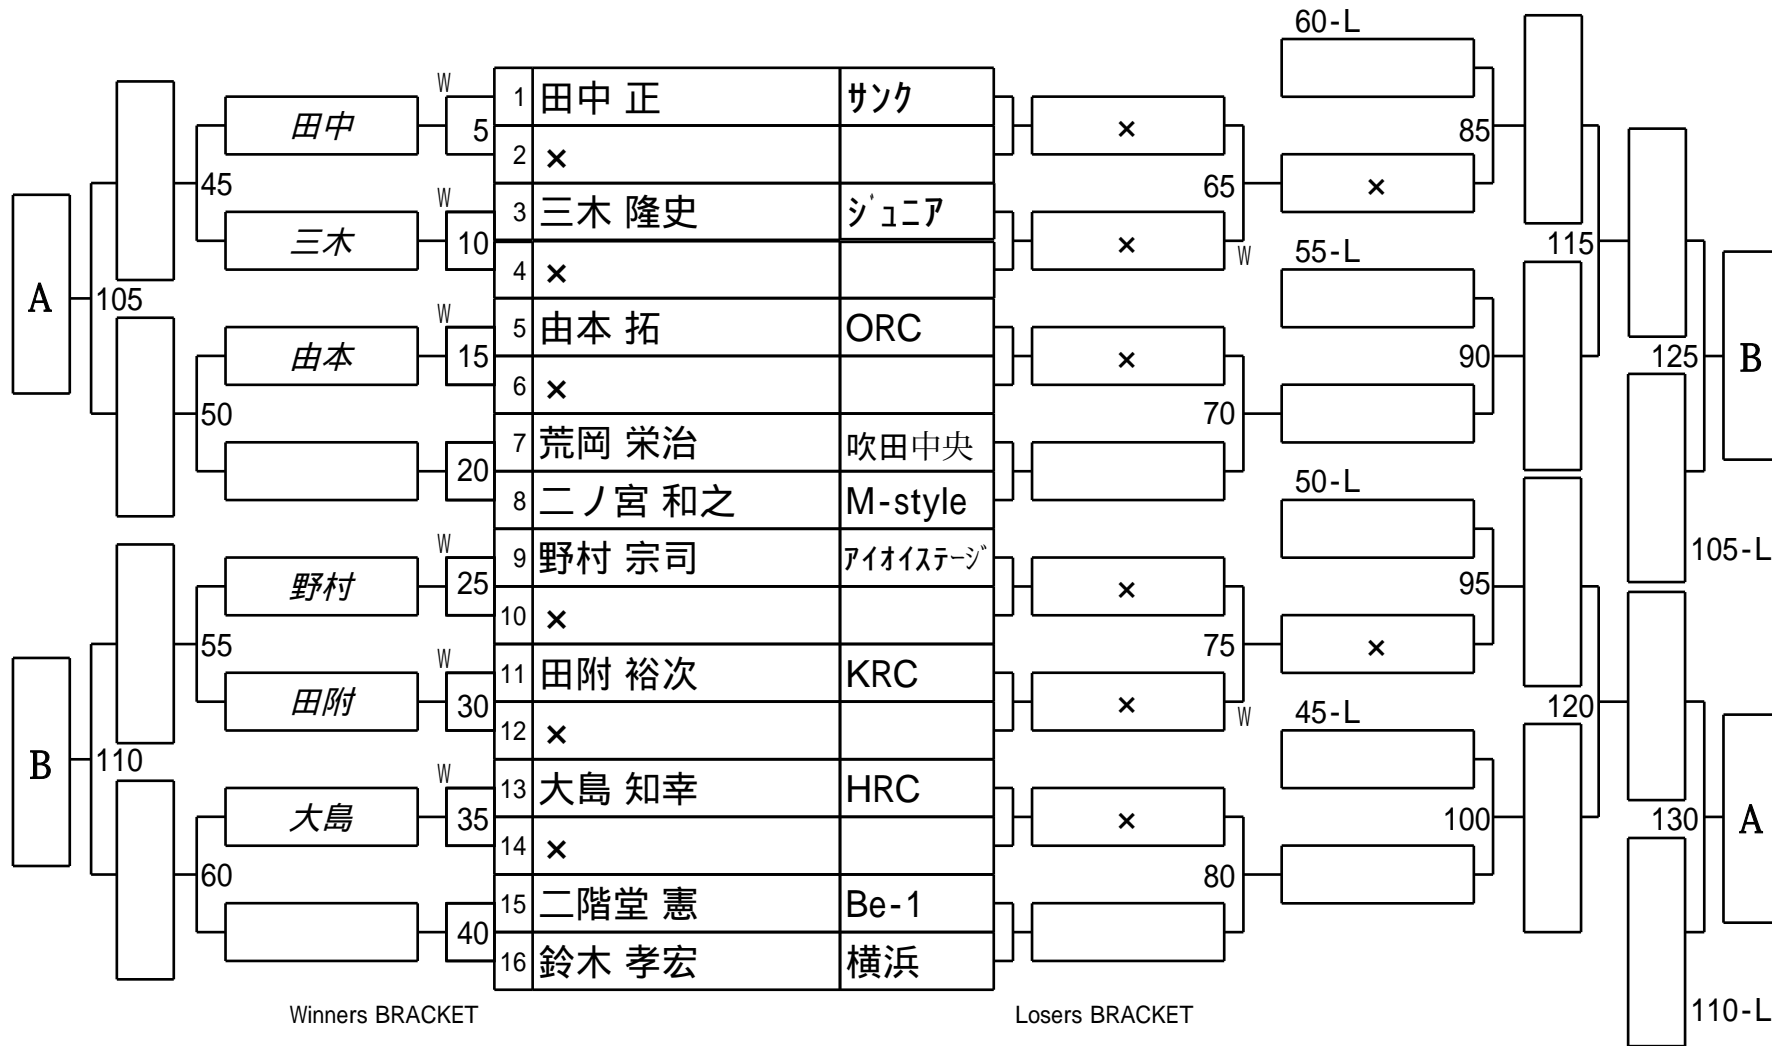 60-L
W
1 田中 正 サンク
田中 5 × 85
2 ×
45 W 65 ×
3 三木 隆史 ジュニア
三木 10 × 115
4 × W 55-L
A 105 W B
5 由本 拓 ORC
由本 15 × 90 125
6 ×
50 70
7 荒岡 栄治 吹田中央
20
8 二ノ宮 和之 M-style 50-L
W
9 野村 宗司 アイオイステージ 105-L
野村 25 × 95
10 ×
55 W 75 ×
11 田附 裕次 KRC
田附 30 × 120
12 × W 45-L
B 110 W
13 大島 知幸 HRC
大島 35 × 100 130 A
14 ×
60 80
15 二階堂 憲 Be-1
40
16 鈴木 孝宏 横浜
Winners BRACKET Losers BRACKET 110-L